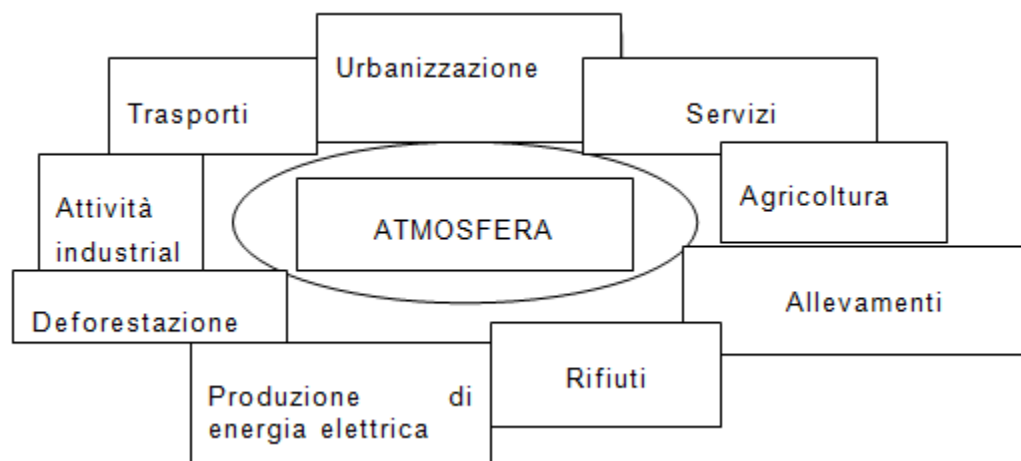 Urbanizzazione
Trasporti
Servizi
Agricoltura
Attività
industrial
ATMOSFERA
Allevamenti
Deforestazione
Rifiuti
Produzione di
energia elettrica